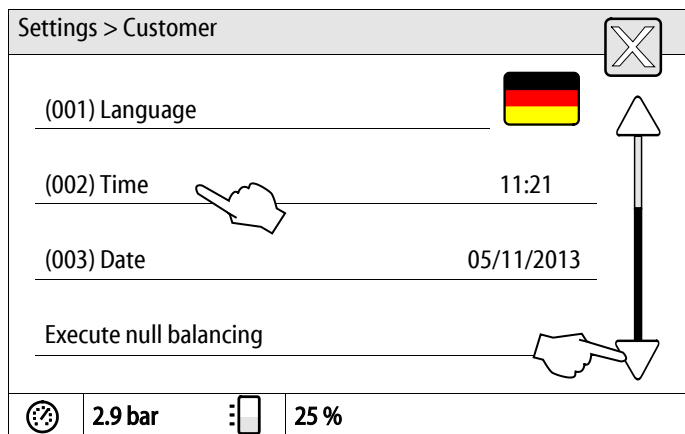 Settings > Customer
X
(001) Language
(002) Time 11:21
(003) Date 05/11/2013
Execute null balancing
2.9 bar 25 %